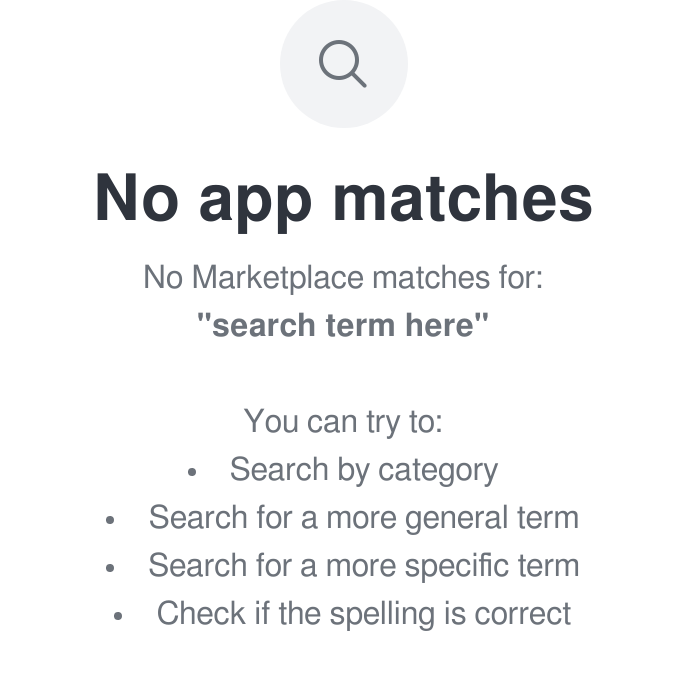 No app matches
No Marketplace matches for:
"search term here"
You can try to:
• Search by category
• Search for a more general term
• Search for a more specific term
• Check if the spelling is correct